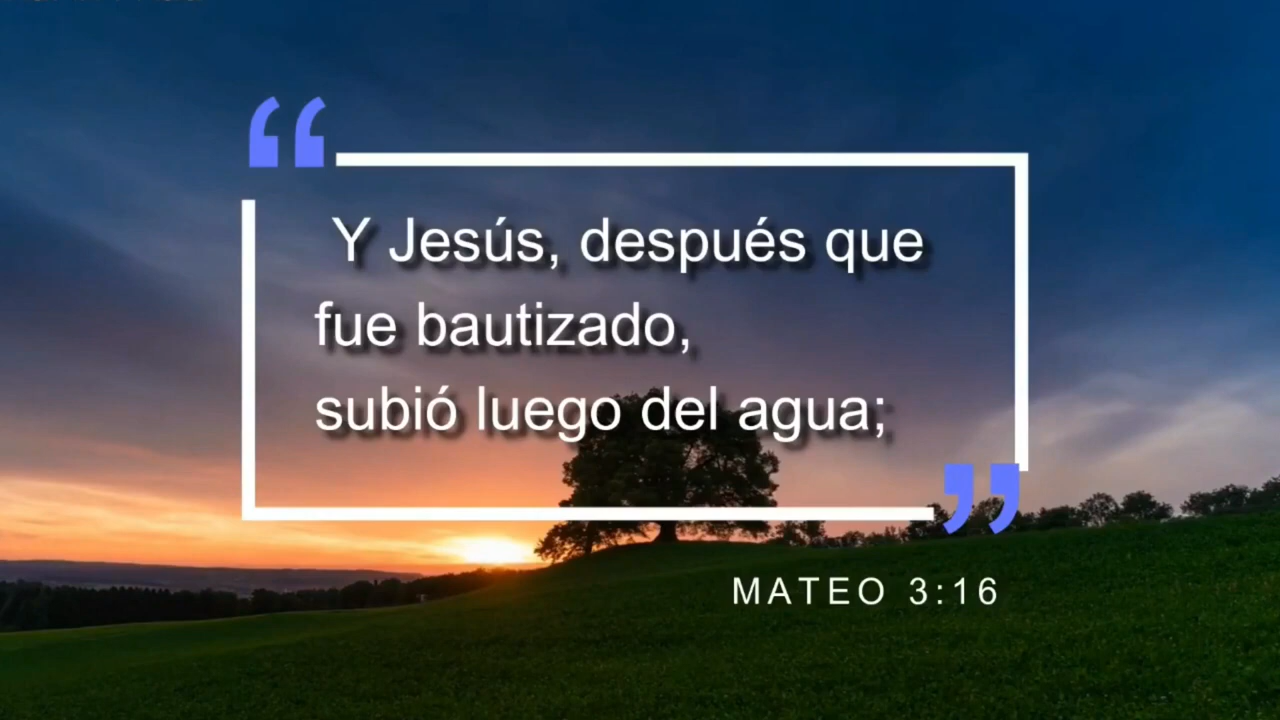 Y Jesús, después que
fue bautizado,
subió luego del agua;
MATEO 3:16